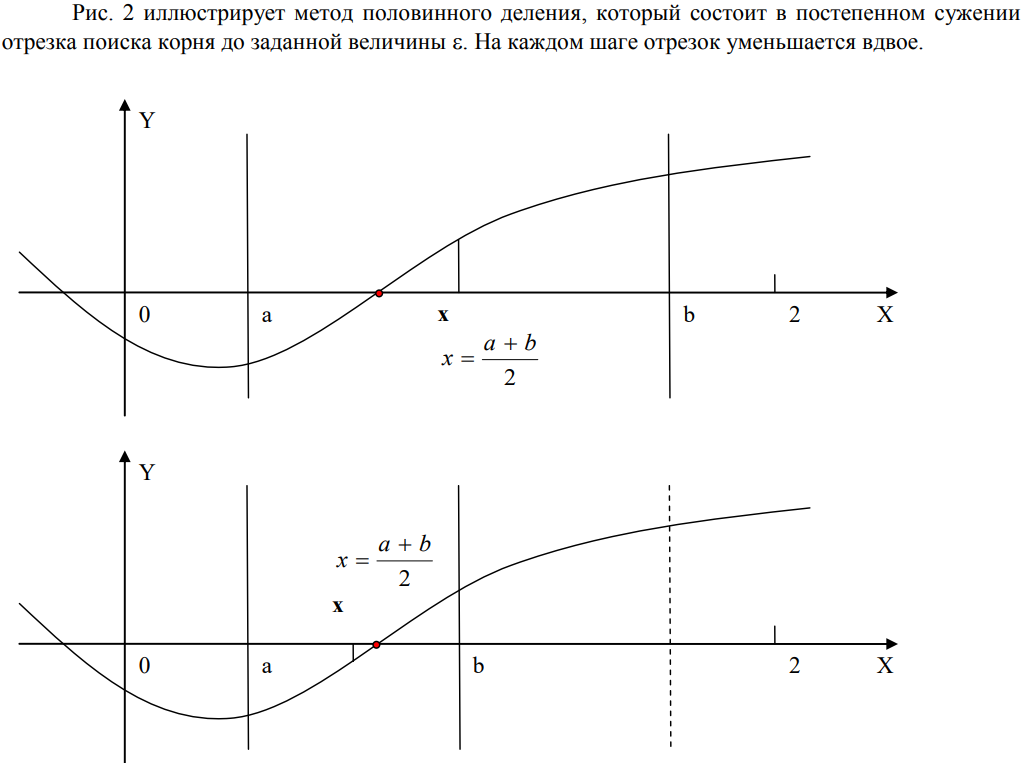 Рис. 2 иллюстрирует метод половинного деления, который состоит в постепенном сужении
отрезка поиска корня до заданной величины ε. На каждом шаге отрезок уменьшается вдвое.
Y
0 a x b 2 X
x = (a + b) / 2
Y
x = (a + b) / 2
x
0 a b 2 X